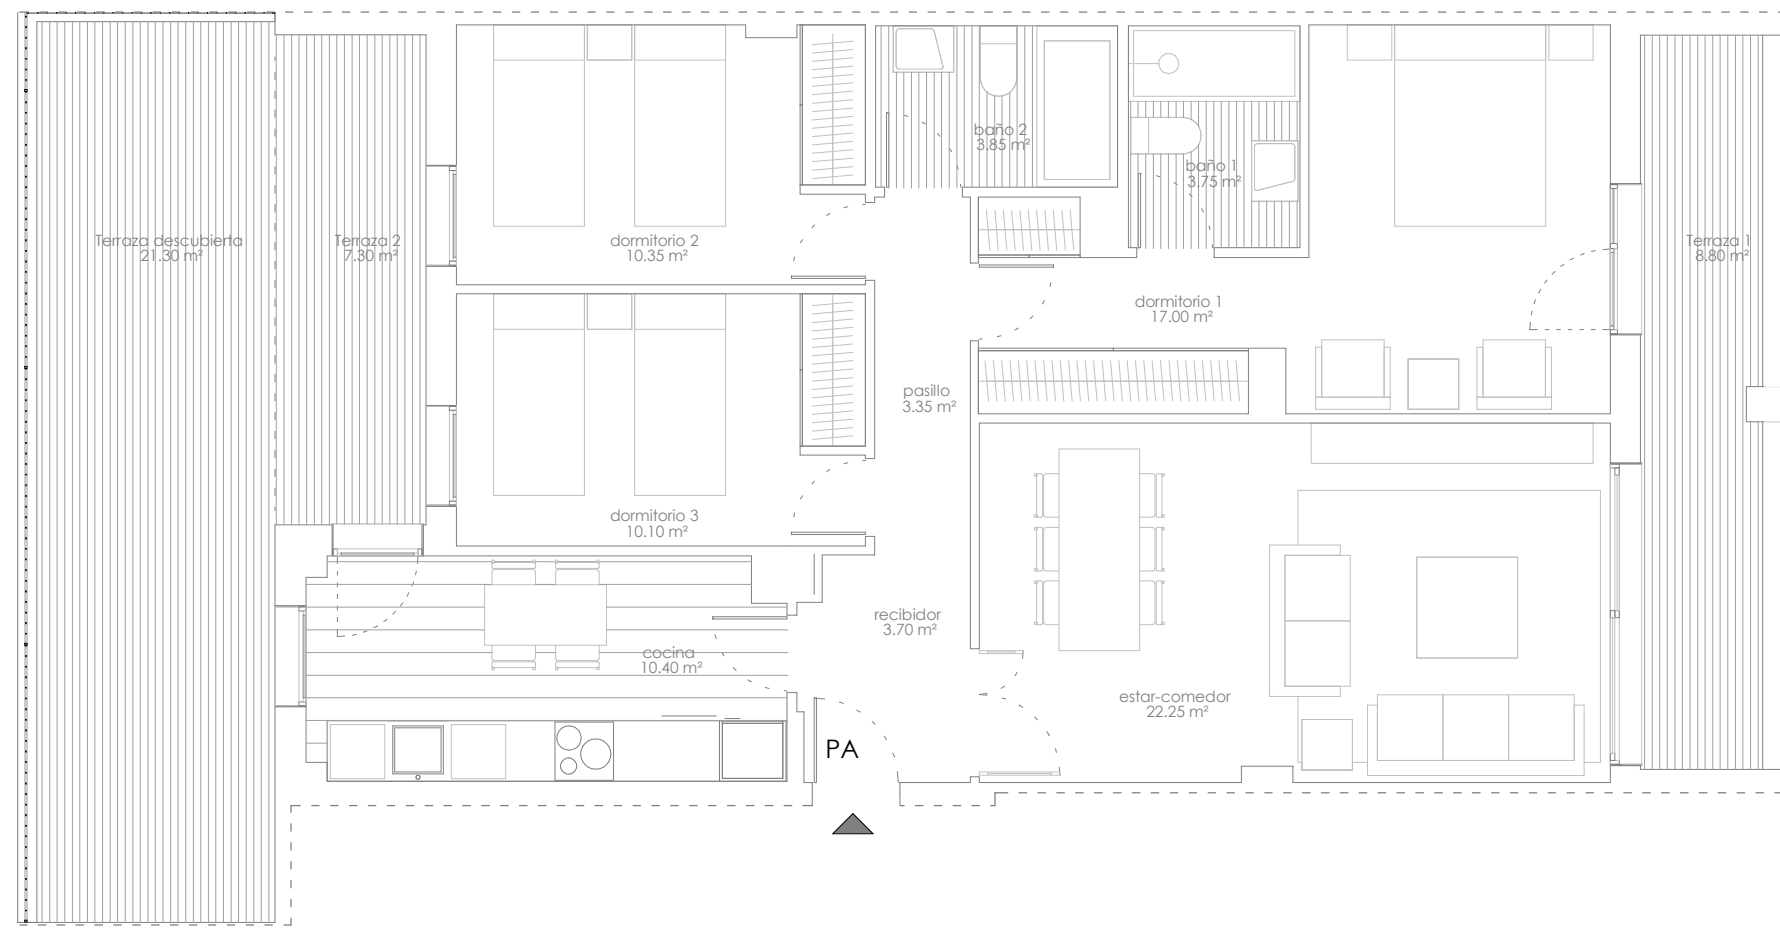 baño 2
3.85 m²
baño 1
3.75 m²
Terraza descubierta
21.30 m²
Terraza 2
7.30 m²
dormitorio 2
10.35 m²
Terraza 1
8.80 m²
dormitorio 1
17.00 m²
pasillo
3.35 m²
dormitorio 3
10.10 m²
recibidor
3.70 m²
cocina
10.40 m²
estar-comedor
22.25 m²
PA